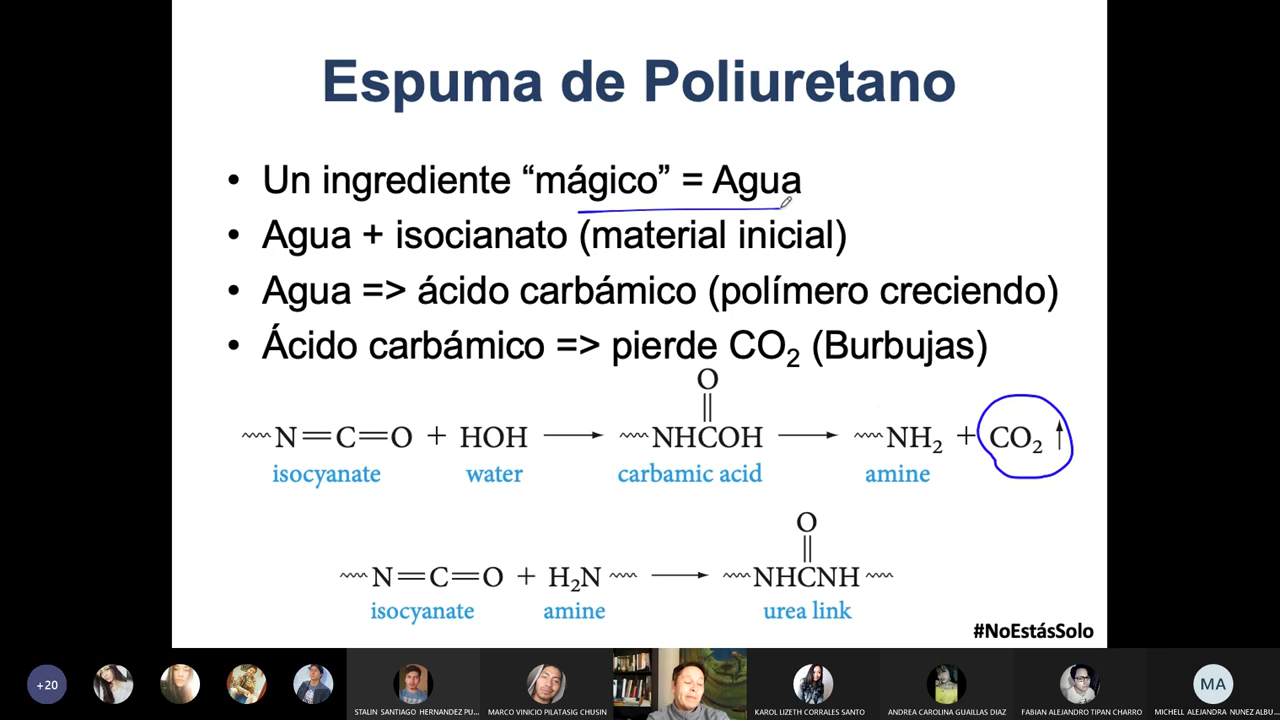 Espuma de Poliuretano
• Un ingrediente “mágico” = Agua
• Agua + isocianato (material inicial)
• Agua => ácido carbámico (polímero creciendo)
• Ácido carbámico => pierde CO₂ (Burbujas)
O
N=C=O + HOH → NHCOH → NH₂ + CO₂ ↑
isocyanate water carbamic acid amine
O
N=C=O + H₂N → NHCNH
isocyanate amine urea link
#NoEstásSolo
+20
MA
STALIN SANTIAGO HERNANDEZ PU... MARCO VINICIO PILATASIG CHUSIN KAROL LIZETH CORRALES SANTO ANDREA CAROLINA GUAILLAS DIAZ FABIAN ALEJANDRO TIPAN CHARRO MICHELL ALEJANDRA NUNEZ ALBU...